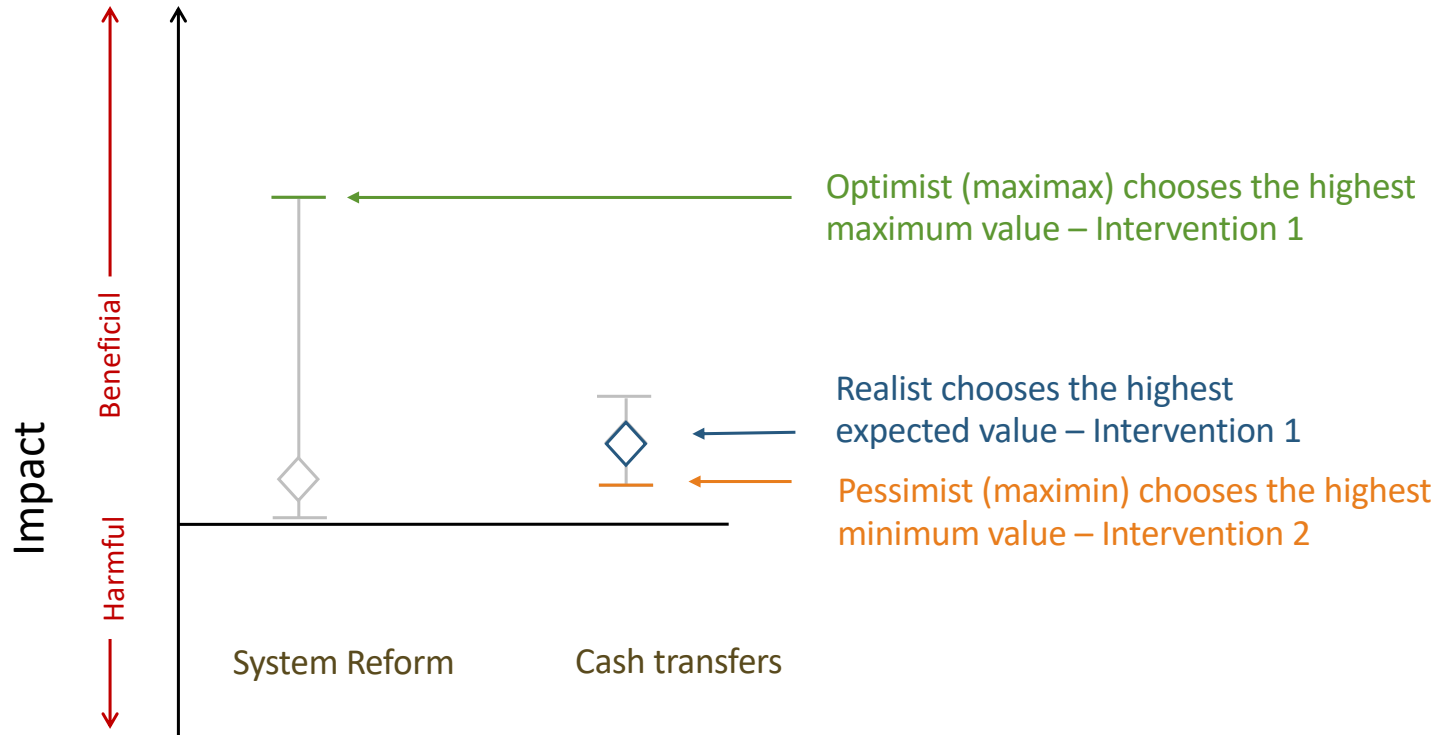 Impact
Beneficial
Harmful
Optimist (maximax) chooses the highest
maximum value – Intervention 1
Realist chooses the highest
expected value – Intervention 1
Pessimist (maximin) chooses the highest
minimum value – Intervention 2
System Reform
Cash transfers